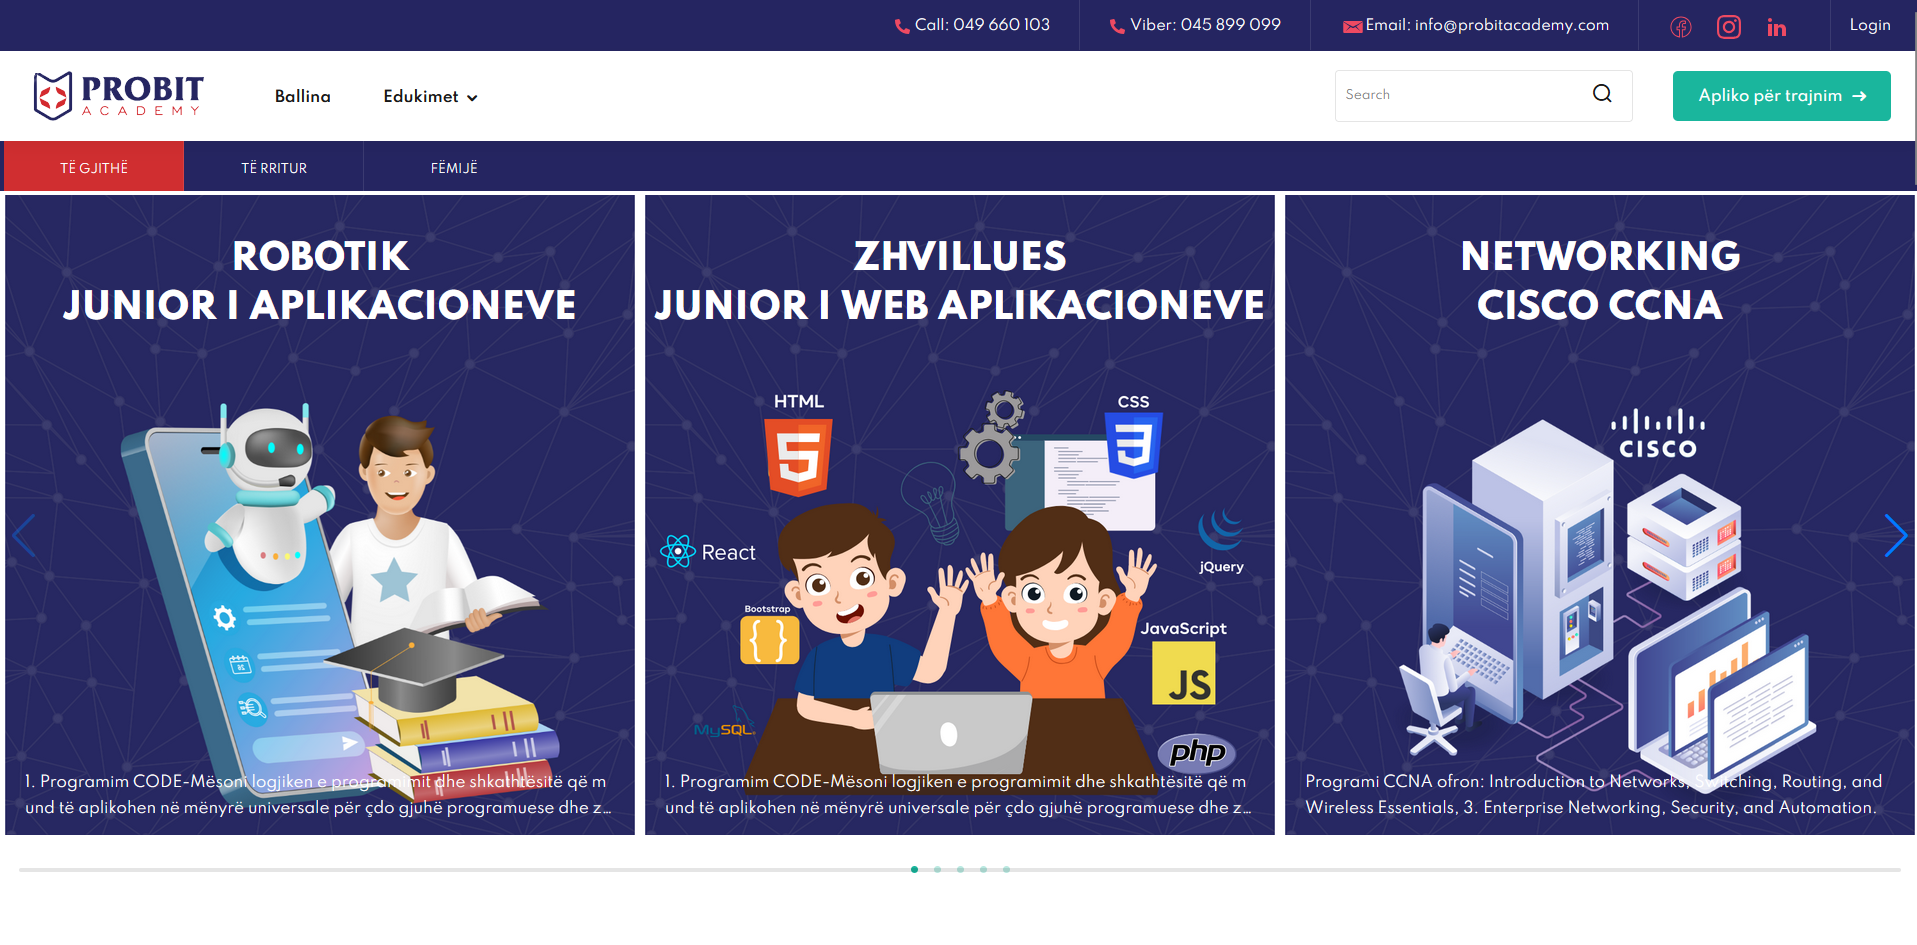 Call: 049 660 103
Viber: 045 899 099
Email: info@probitacademy.com
Login
PROBIT
ACADEMY
Ballina
Edukimet
Search
Apliko për trajnim →
TË GJITHË
TË RRITUR
FËMIJË
ROBOTIK
JUNIOR I APLIKACIONEVE
1. Programim CODE-Mësoni logjiken e programimit dhe shkathtësitë që m
und të aplikohen në mënyrë universale për çdo gjuhë programuese dhe z...
ZHVILLUES
JUNIOR I WEB APLIKACIONEVE
HTML
5
CSS
3
React
jQuery
Bootstrap
{ }
JavaScript
JS
MySQL
php
1. Programim CODE-Mësoni logjiken e programimit dhe shkathtësitë që m
und të aplikohen në mënyrë universale për çdo gjuhë programuese dhe z...
NETWORKING
CISCO CCNA
CISCO
Programi CCNA ofron: Introduction to Networks, Switching, Routing, and
Wireless Essentials, 3. Enterprise Networking, Security, and Automation.